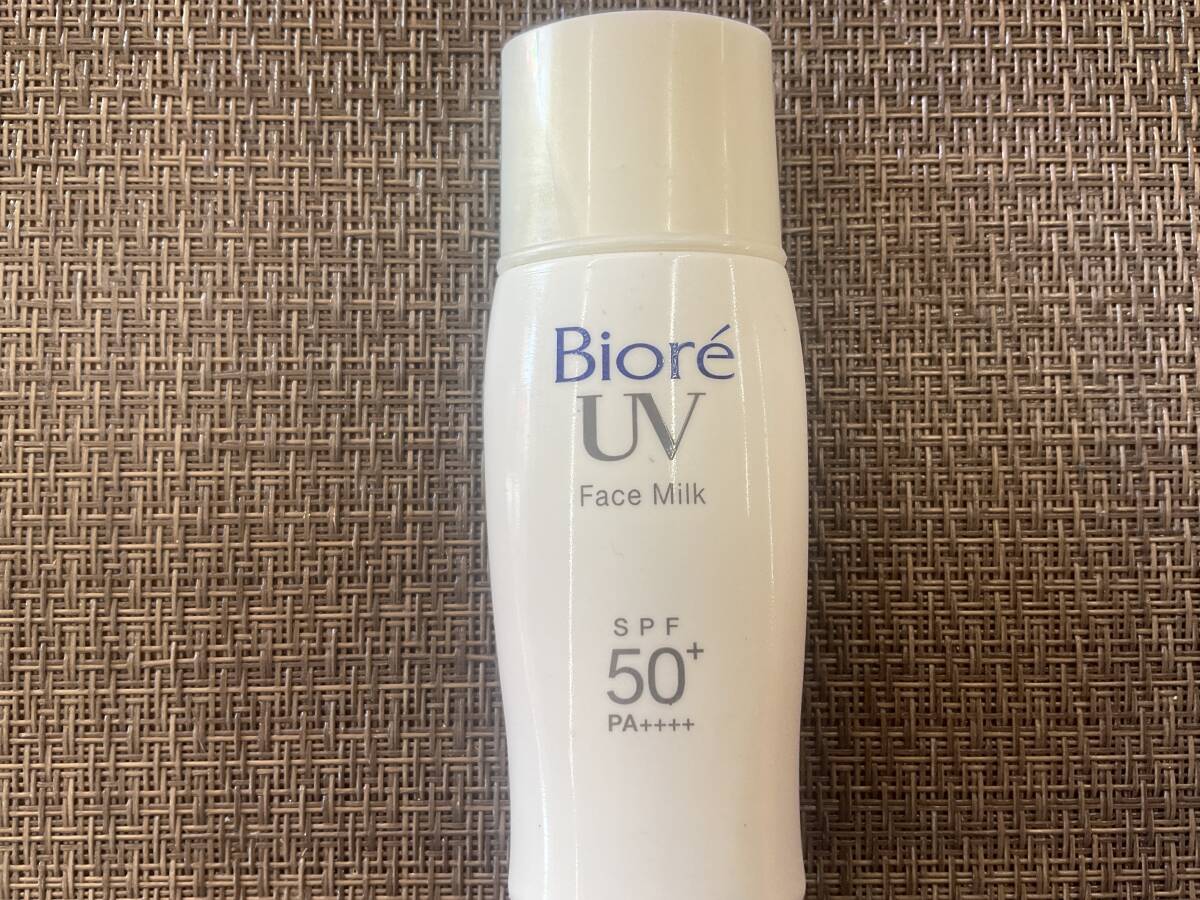 Bioré
UV
Face Milk
SPF
50+
PA++++